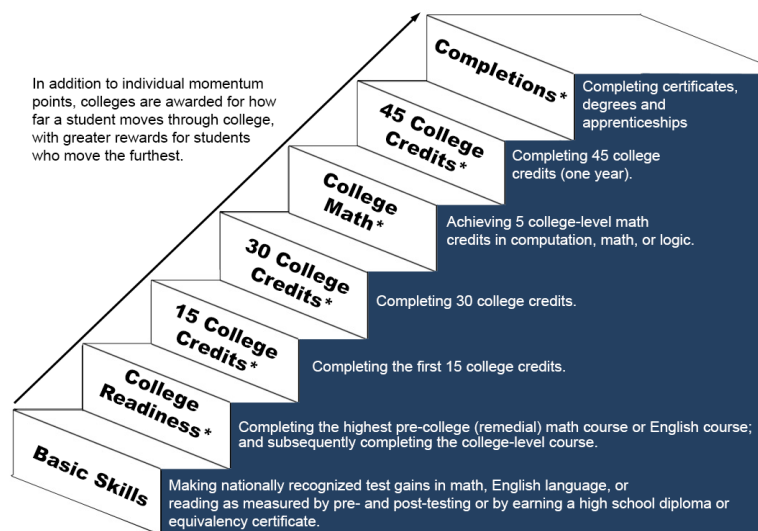 In addition to individual momentum
points, colleges are awarded for how
far a student moves through college,
with greater rewards for students
who move the furthest.
Completions*
Completing certificates,
degrees and
apprenticeships
45 College
Credits*
Completing 45 college
credits (one year).
College
Math*
Achieving 5 college-level math
credits in computation, math, or logic.
30 College
Credits*
Completing 30 college credits.
15 College
Credits*
Completing the first 15 college credits.
College
Readiness*
Completing the highest pre-college (remedial) math course or English course;
and subsequently completing the college-level course.
Basic Skills
Making nationally recognized test gains in math, English language, or
reading as measured by pre- and post-testing or by earning a high school diploma or
equivalency certificate.